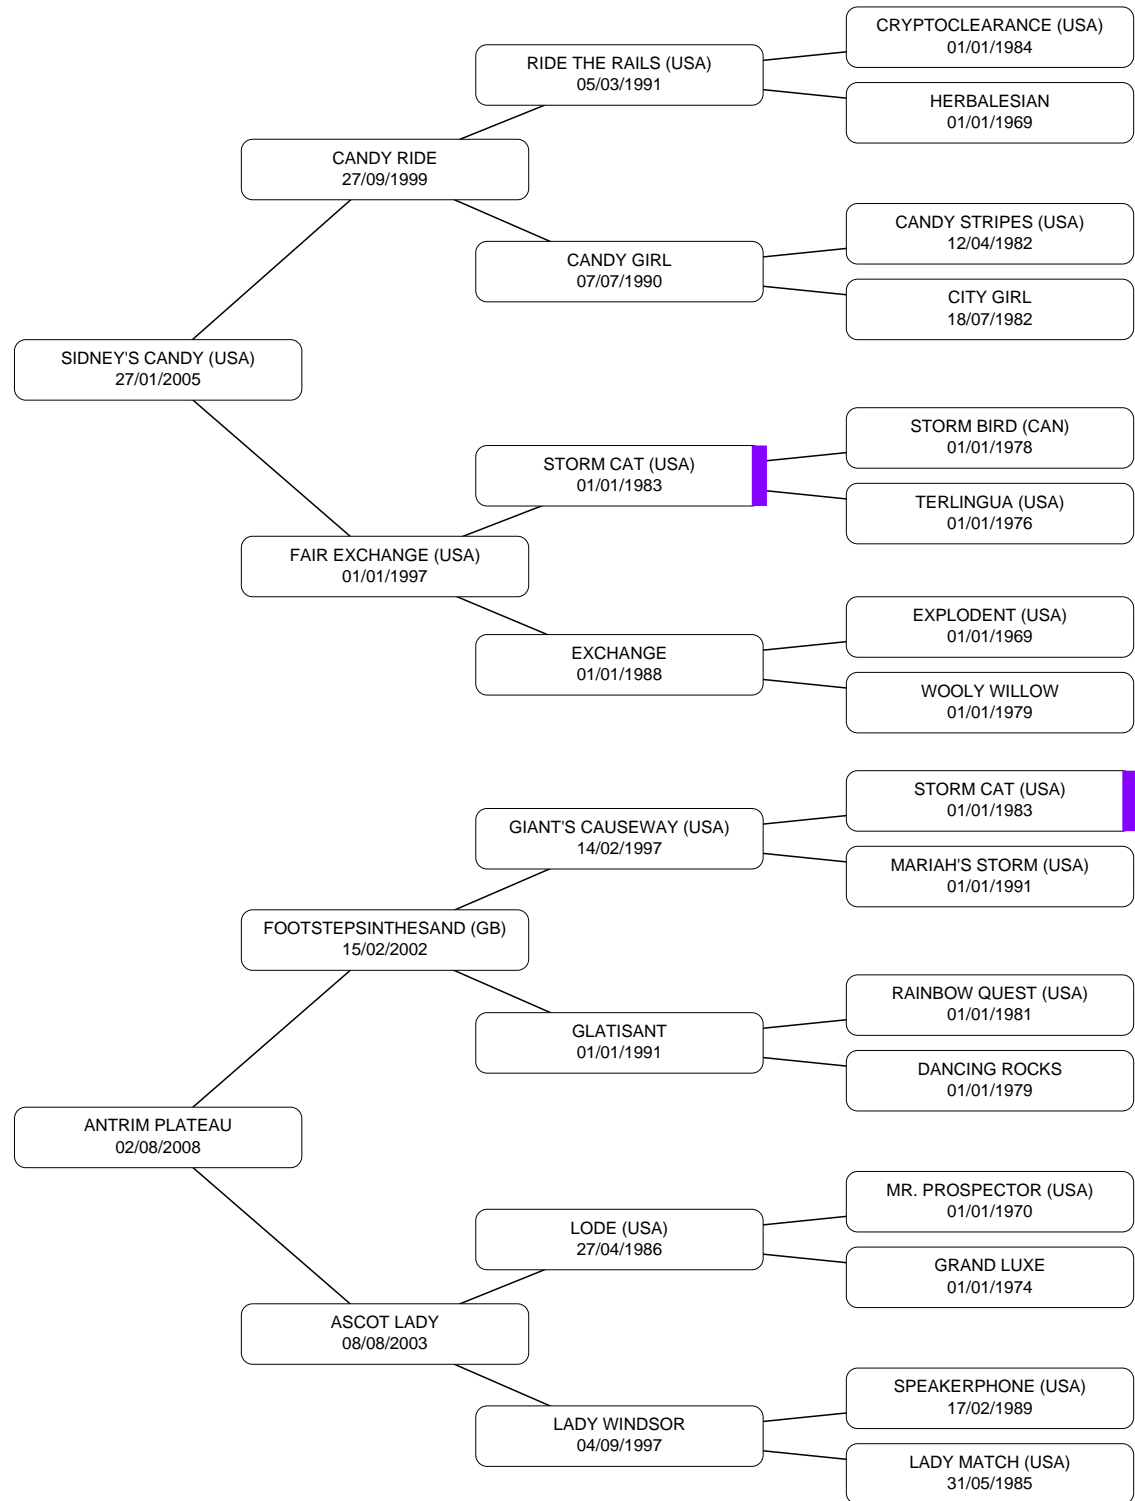 CRYPTOCLEARANCE (USA)
01/01/1984
RIDE THE RAILS (USA)
05/03/1991
HERBALESIAN
01/01/1969
CANDY RIDE
27/09/1999
CANDY STRIPES (USA)
12/04/1982
CANDY GIRL
07/07/1990
CITY GIRL
18/07/1982
SIDNEY'S CANDY (USA)
27/01/2005
STORM BIRD (CAN)
01/01/1978
STORM CAT (USA)
01/01/1983
TERLINGUA (USA)
01/01/1976
FAIR EXCHANGE (USA)
01/01/1997
EXPLODENT (USA)
01/01/1969
EXCHANGE
01/01/1988
WOOLY WILLOW
01/01/1979
STORM CAT (USA)
01/01/1983
GIANT'S CAUSEWAY (USA)
14/02/1997
MARIAH'S STORM (USA)
01/01/1991
FOOTSTEPSINTHESAND (GB)
15/02/2002
RAINBOW QUEST (USA)
01/01/1981
GLATISANT
01/01/1991
DANCING ROCKS
01/01/1979
ANTRIM PLATEAU
02/08/2008
MR. PROSPECTOR (USA)
01/01/1970
LODE (USA)
27/04/1986
GRAND LUXE
01/01/1974
ASCOT LADY
08/08/2003
SPEAKERPHONE (USA)
17/02/1989
LADY WINDSOR
04/09/1997
LADY MATCH (USA)
31/05/1985